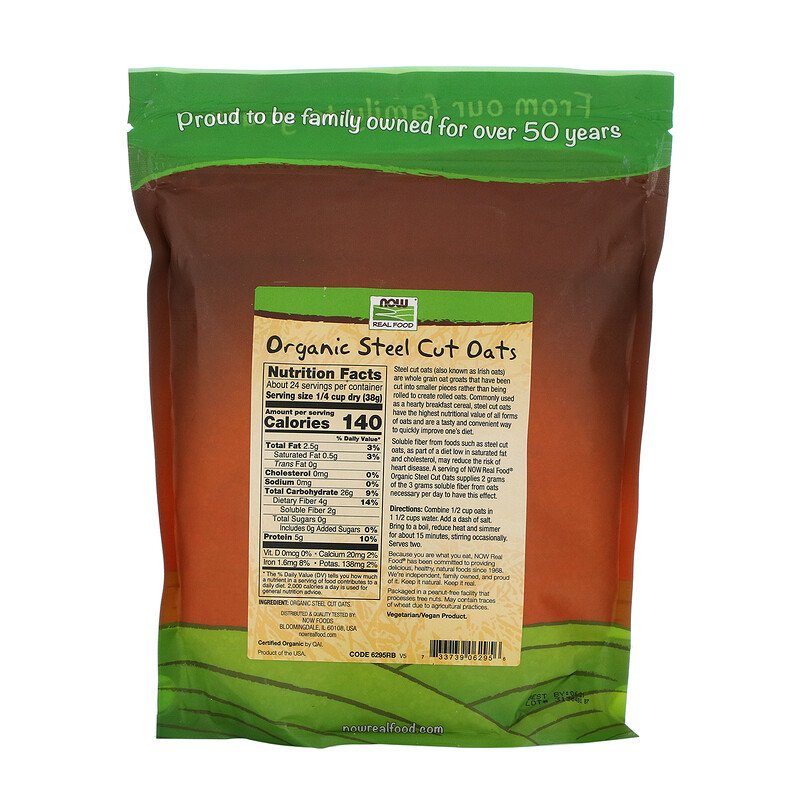 Proud to be family owned for over 50 years
NOW
REAL FOOD
Organic Steel Cut Oats
Nutrition Facts
About 24 servings per container
Serving size 1/4 cup dry (38g)
Amount per serving
Calories 140
% Daily Value*
Total Fat 2.5g 3%
Saturated Fat 0.5g 3%
Trans Fat 0g
Cholesterol 0mg 0%
Sodium 0mg 0%
Total Carbohydrate 26g 9%
Dietary Fiber 4g 14%
Soluble Fiber 2g
Total Sugars 0g
Includes 0g Added Sugars 0%
Protein 5g 10%
Vit. D 0mcg 0% • Calcium 20mg 2%
Iron 1.6mg 8% • Potas. 138mg 2%
* The % Daily Value (DV) tells you how much
a nutrient in a serving of food contributes to a
daily diet. 2,000 calories a day is used for
general nutrition advice.
INGREDIENT: ORGANIC STEEL CUT OATS.
DISTRIBUTED & QUALITY TESTED BY:
NOW FOODS
BLOOMINGDALE, IL 60108, USA
nowrealfood.com
Certified Organic by QAI.
Product of the USA.
Steel cut oats (also known as Irish oats)
are whole grain oat groats that have been
cut into smaller pieces rather than being
rolled to create rolled oats. Commonly used
as a hearty breakfast cereal, steel cut oats
have the highest nutritional value of all forms
of oats and are a tasty and convenient way
to quickly improve one's diet.
Soluble fiber from foods such as steel cut
oats, as part of a diet low in saturated fat
and cholesterol, may reduce the risk of
heart disease. A serving of NOW Real Food®
Organic Steel Cut Oats supplies 2 grams
of the 3 grams soluble fiber from oats
necessary per day to have this effect.
Directions: Combine 1/2 cup oats in
1 1/2 cups water. Add a dash of salt.
Bring to a boil, reduce heat and simmer
for about 15 minutes, stirring occasionally.
Serves two.
Because you are what you eat, NOW Real
Food® has been committed to providing
delicious, healthy, natural foods since 1968.
We're independent, family owned, and proud
of it. Keep it natural. Keep it real.
Packaged in a peanut-free facility that
processes tree nuts. May contain traces
of wheat due to agricultural practices.
Vegetarian/Vegan Product.
CODE 6295RB V5
7 33739 06295 6
BEST BY:
LOT#
nowrealfood.com